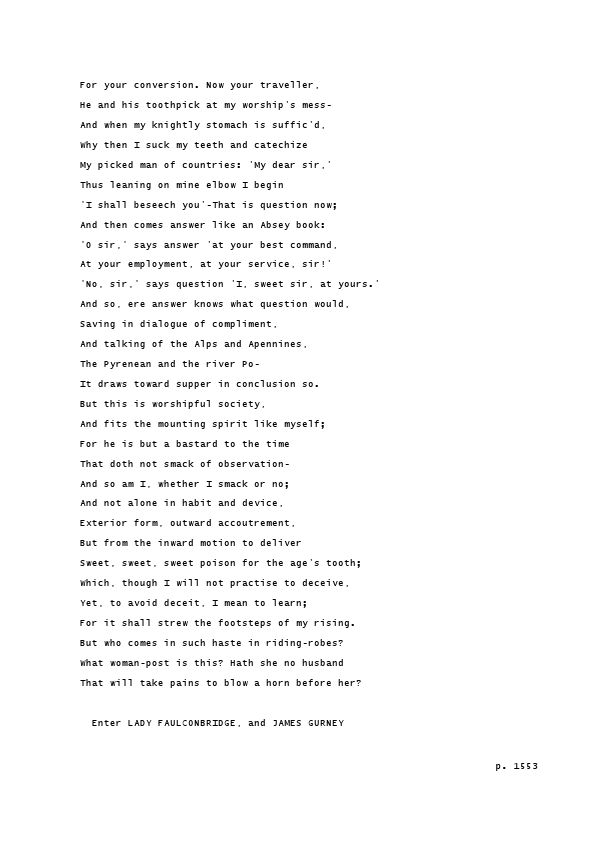 For your conversion. Now your traveller,
He and his toothpick at my worship's mess-
And when my knightly stomach is suffic'd,
Why then I suck my teeth and catechize
My picked man of countries: 'My dear sir,'
Thus leaning on mine elbow I begin
'I shall beseech you'-That is question now;
And then comes answer like an Absey book:
'O sir,' says answer 'at your best command,
At your employment, at your service, sir!'
'No, sir,' says question 'I, sweet sir, at yours.'
And so, ere answer knows what question would,
Saving in dialogue of compliment,
And talking of the Alps and Apennines,
The Pyrenean and the river Po-
It draws toward supper in conclusion so.
But this is worshipful society,
And fits the mounting spirit like myself;
For he is but a bastard to the time
That doth not smack of observation-
And so am I, whether I smack or no;
And not alone in habit and device,
Exterior form, outward accoutrement,
But from the inward motion to deliver
Sweet, sweet, sweet poison for the age's tooth;
Which, though I will not practise to deceive,
Yet, to avoid deceit, I mean to learn;
For it shall strew the footsteps of my rising.
But who comes in such haste in riding-robes?
What woman-post is this? Hath she no husband
That will take pains to blow a horn before her?
Enter LADY FAULCONBRIDGE, and JAMES GURNEY
p. 1553